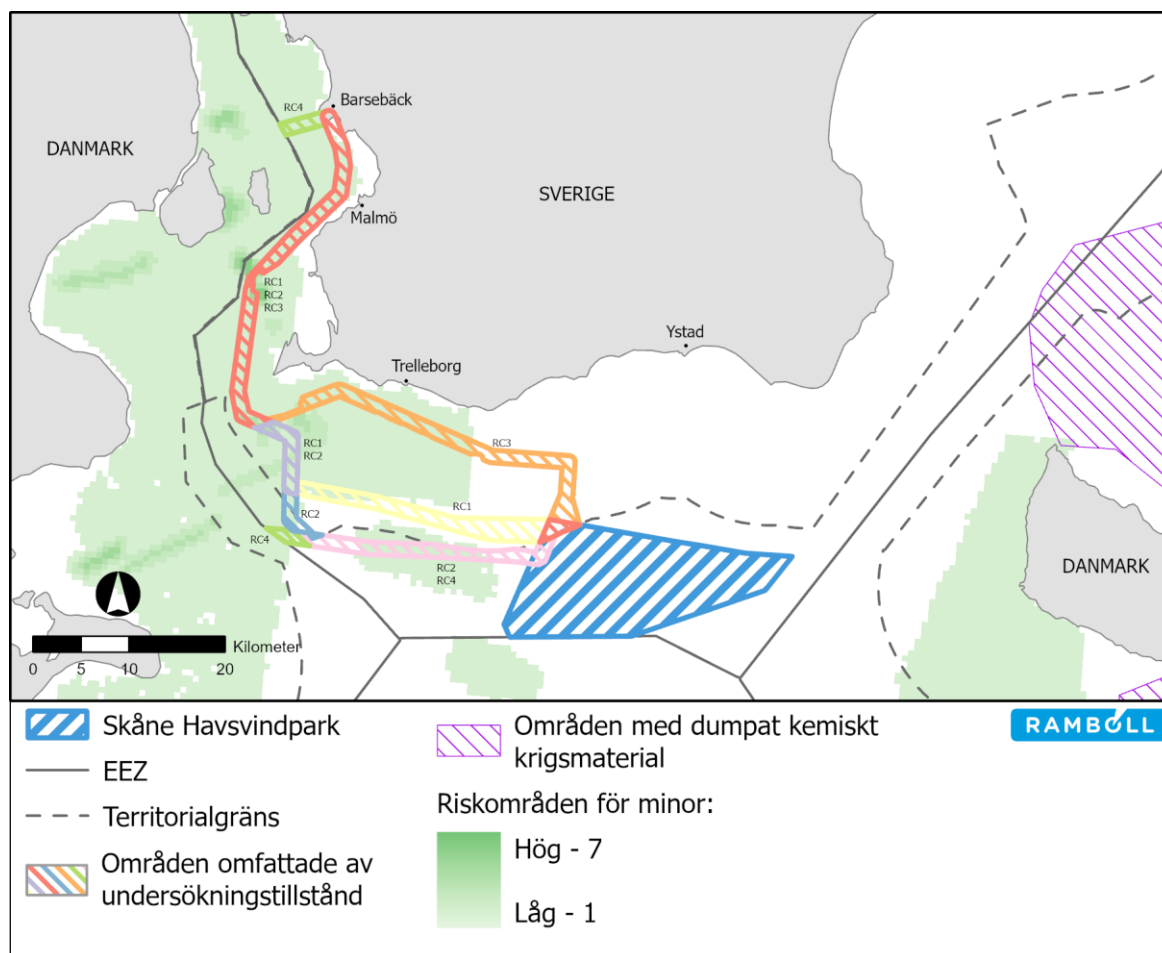 RC4
Barsebäck
DANMARK
SVERIGE
Malmö
RC1
RC2
RC3
Ystad
Trelleborg
RC1
RC2
RC3
RC1
RC2
RC4
RC2
RC4
DANMARK
Kilometer
0 5 10 20
Skåne Havsvindpark
EEZ
Territorialgräns
Områden omfattade av
undersökningstillstånd
Områden med dumpat kemiskt
krigsmaterial
Riskområden för minor:
Hög - 7
Låg - 1
RAMBOLL